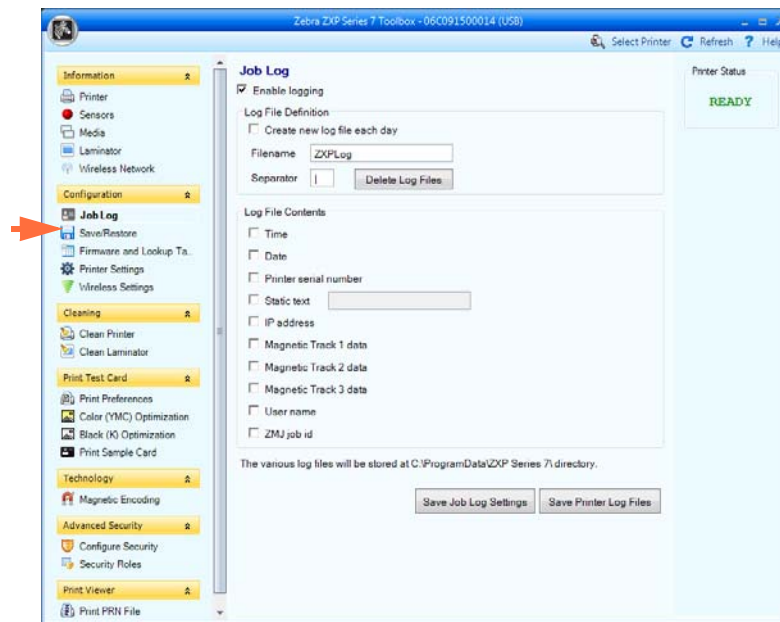 Zebra ZXP Series 7 Toolbox - 06C091500014 (USB)
Select Printer Refresh ? Help
Information
Printer
Sensors
Media
Laminator
Wireless Network
Configuration
Job Log
Save/Restore
Firmware and Lookup Ta..
Printer Settings
Wireless Settings
Cleaning
Clean Printer
Clean Laminator
Print Test Card
Print Preferences
Color (YMC) Optimization
Black (K) Optimization
Print Sample Card
Technology
Magnetic Encoding
Advanced Security
Configure Security
Security Roles
Print Viewer
Print PRN File
Job Log
Enable logging
Log File Definition
Create new log file each day
Filename ZXPLog
Separator | Delete Log Files
Log File Contents
Time
Date
Printer serial number
Static text
IP address
Magnetic Track 1 data
Magnetic Track 2 data
Magnetic Track 3 data
User name
ZMJ job id
The various log files will be stored at C:\ProgramData\ZXP Series 7\ directory.
Save Job Log Settings Save Printer Log Files
Printer Status
READY